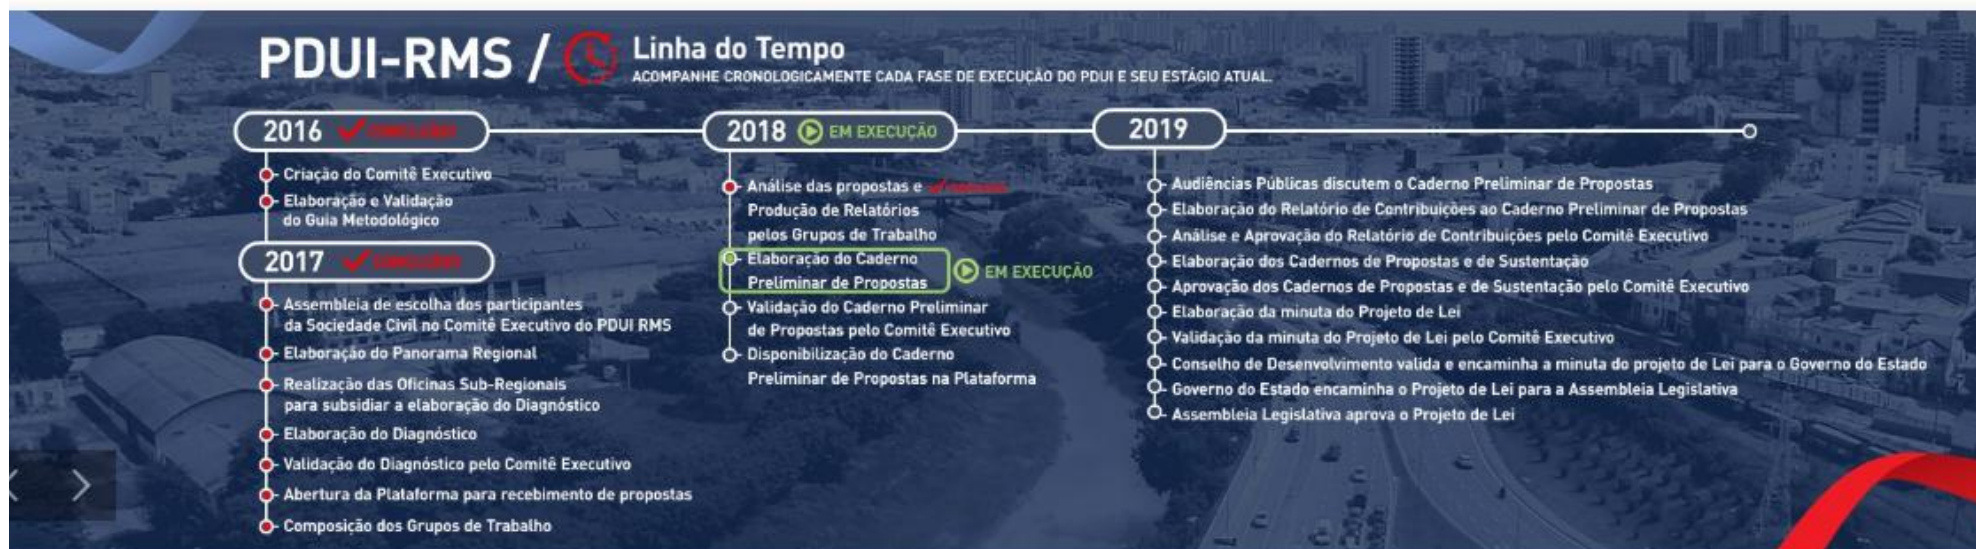 PDUI-RMS /
Linha do Tempo
ACOMPANHE CRONOLOGICAMENTE CADA FASE DE EXECUÇÃO DO PDUI E SEU ESTÁGIO ATUAL.
2016
Criação do Comitê Executivo
Elaboração e Validação
do Guia Metodológico
2017
Assembleia de escolha dos participantes
da Sociedade Civil no Comitê Executivo do PDUI RMS
Elaboração do Panorama Regional
Realização das Oficinas Sub-Regionais
para subsidiar a elaboração do Diagnóstico
Elaboração do Diagnóstico
Validação do Diagnóstico pelo Comitê Executivo
Abertura da Plataforma para recebimento de propostas
Composição dos Grupos de Trabalho
2018 EM EXECUÇÃO
Análise das propostas e
Produção de Relatórios
pelos Grupos de Trabalho
Elaboração do Caderno
Preliminar de Propostas
EM EXECUÇÃO
Validação do Caderno Preliminar
de Propostas pelo Comitê Executivo
Disponibilização do Caderno
Preliminar de Propostas na Plataforma
2019
Audiências Públicas discutem o Caderno Preliminar de Propostas
Elaboração do Relatório de Contribuições ao Caderno Preliminar de Propostas
Análise e Aprovação do Relatório de Contribuições pelo Comitê Executivo
Elaboração dos Cadernos de Propostas e de Sustentação
Aprovação dos Cadernos de Propostas e de Sustentação pelo Comitê Executivo
Elaboração da minuta do Projeto de Lei
Validação da minuta do Projeto de Lei pelo Comitê Executivo
Conselho de Desenvolvimento valida e encaminha a minuta do projeto de Lei para o Governo do Estado
Governo do Estado encaminha o Projeto de Lei para a Assembleia Legislativa
Assembleia Legislativa aprova o Projeto de Lei